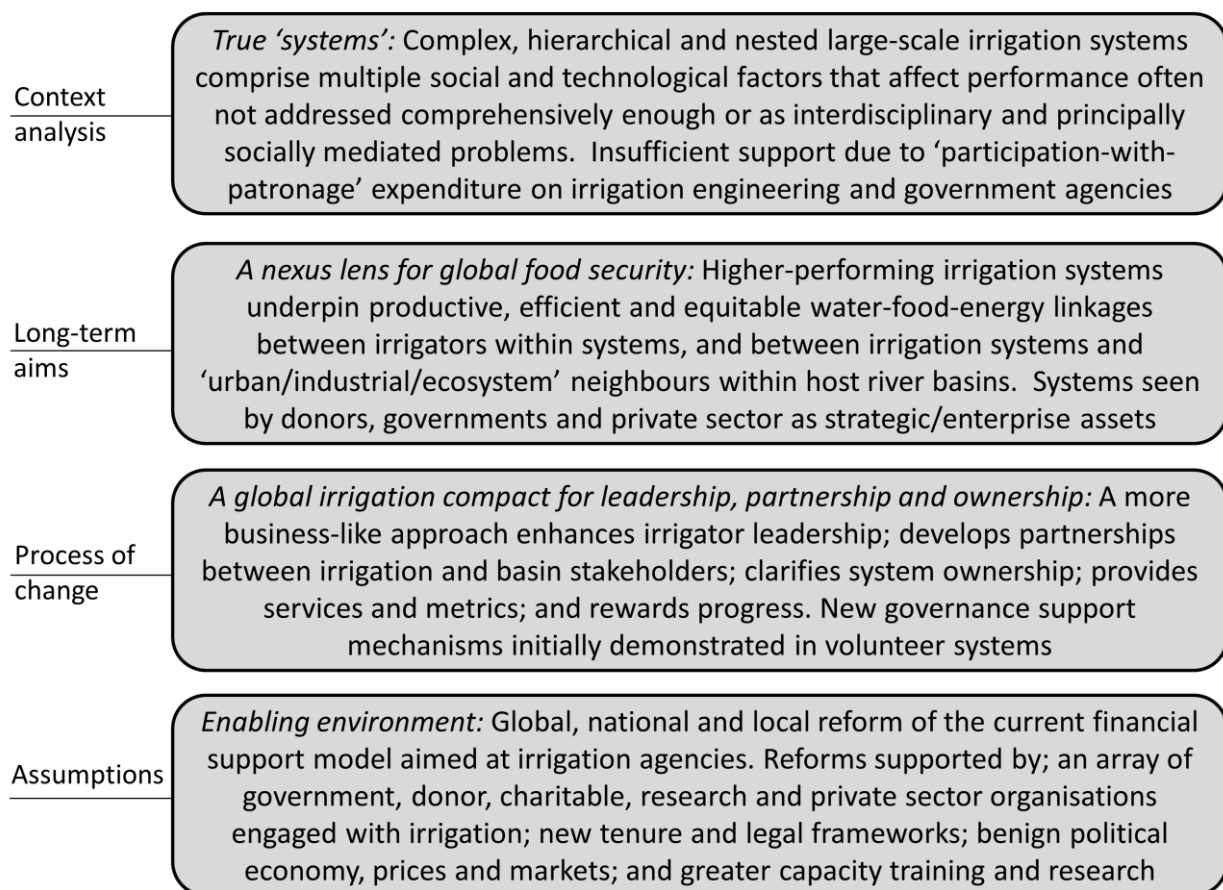 Context
analysis
True ‘systems’: Complex, hierarchical and nested large-scale irrigation systems
comprise multiple social and technological factors that affect performance often
not addressed comprehensively enough or as interdisciplinary and principally
socially mediated problems.  Insufficient support due to ‘participation-with-
patronage’ expenditure on irrigation engineering and government agencies
Long-term
aims
A nexus lens for global food security: Higher-performing irrigation systems
underpin productive, efficient and equitable water-food-energy linkages
between irrigators within systems, and between irrigation systems and
‘urban/industrial/ecosystem’ neighbours within host river basins.  Systems seen
by donors, governments and private sector as strategic/enterprise assets
Process of
change
A global irrigation compact for leadership, partnership and ownership: A more
business-like approach enhances irrigator leadership; develops partnerships
between irrigation and basin stakeholders; clarifies system ownership; provides
services and metrics; and rewards progress. New governance support
mechanisms initially demonstrated in volunteer systems
Assumptions
Enabling environment: Global, national and local reform of the current financial
support model aimed at irrigation agencies. Reforms supported by; an array of
government, donor, charitable, research and private sector organisations
engaged with irrigation; new tenure and legal frameworks; benign political
economy, prices and markets; and greater capacity training and research